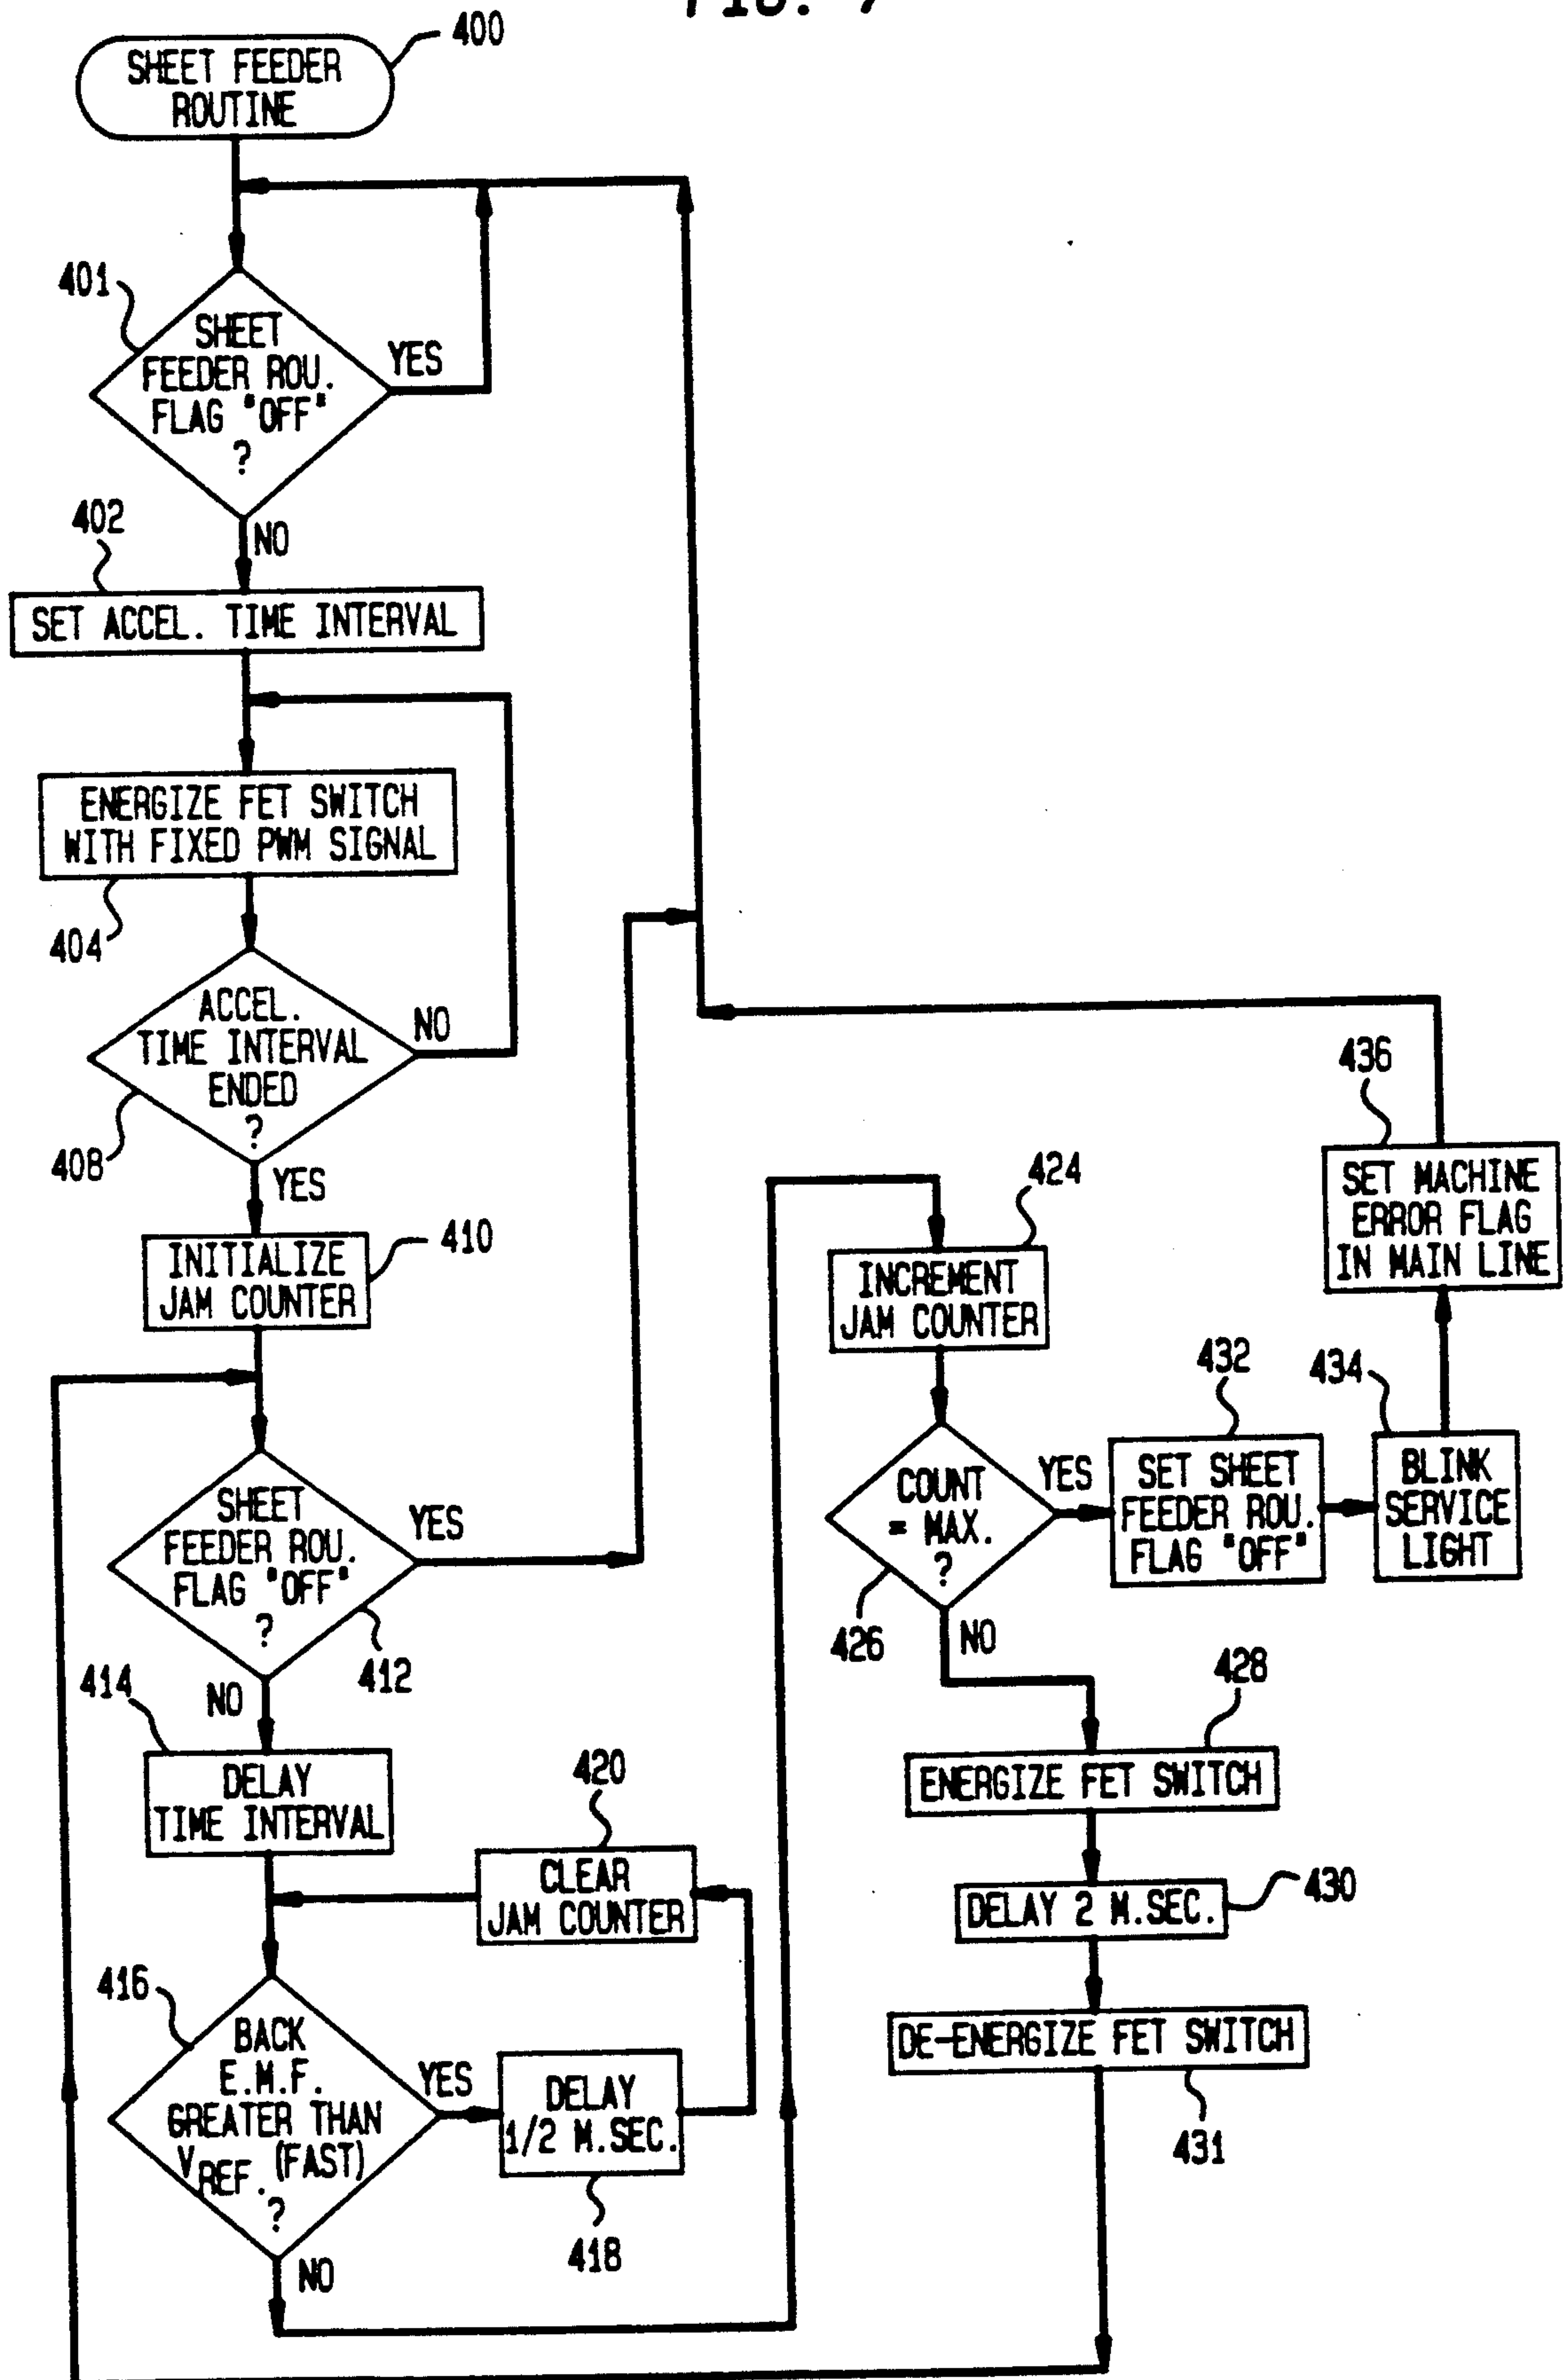 FIG. 7
400
SHEET FEEDER
ROUTINE
401
SHEET
FEEDER ROU.
FLAG "OFF"
?
YES
NO
402
SET ACCEL. TIME INTERVAL
ENERGIZE FET SWITCH
WITH FIXED PWM SIGNAL
404
ACCEL.
TIME INTERVAL
ENDED
?
NO
408
YES
INITIALIZE
JAM COUNTER
410
SHEET
FEEDER ROU.
FLAG "OFF"
?
YES
412
NO
414
DELAY
TIME INTERVAL
420
CLEAR
JAM COUNTER
416
BACK
E.M.F.
GREATER THAN
VREF. (FAST)
?
YES
DELAY
1/2 M.SEC.
418
NO
424
INCREMENT
JAM COUNTER
COUNT
= MAX.
?
426
YES
NO
432
SET SHEET
FEEDER ROU.
FLAG "OFF"
434
BLINK
SERVICE
LIGHT
436
SET MACHINE
ERROR FLAG
IN MAIN LINE
428
ENERGIZE FET SWITCH
DELAY 2 M.SEC.
430
DE-ENERGIZE FET SWITCH
431